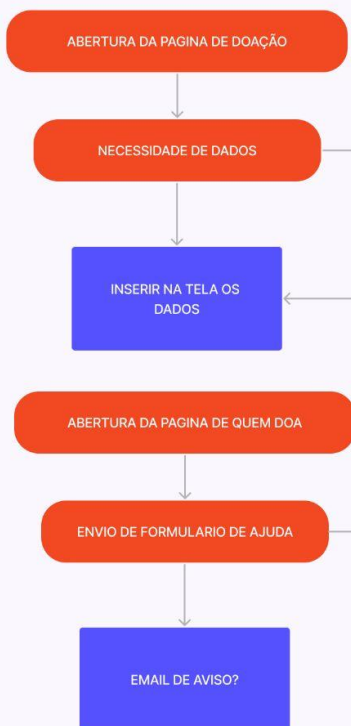 ABERTURA DA PAGINA DE DOAÇÃO
NECESSIDADE DE DADOS
INSERIR NA TELA OS
DADOS
ABERTURA DA PAGINA DE QUEM DOA
ENVIO DE FORMULARIO DE AJUDA
EMAIL DE AVISO?